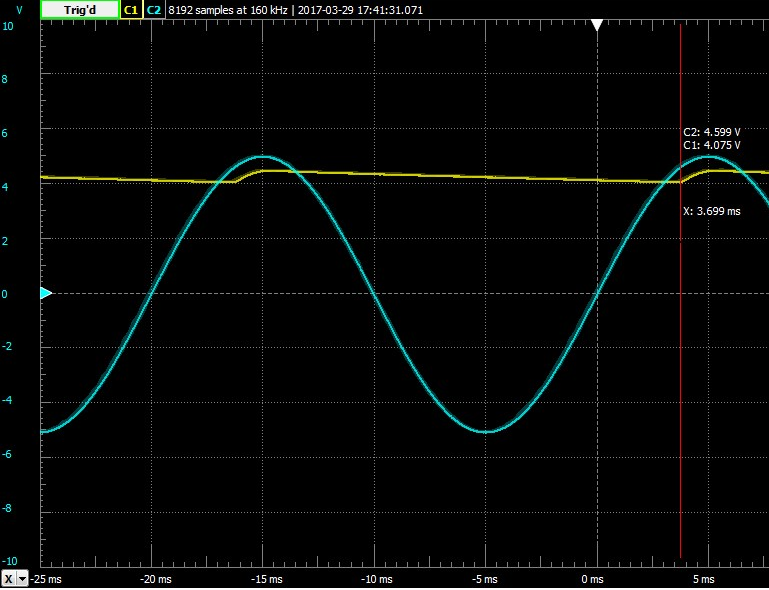 V Trig'd C1 C2 8192 samples at 160 kHz | 2017-03-29 17:41:31.071
10
8
6
C2: 4.599 V
C1: 4.075 V
4
X: 3.699 ms
2
0
-2
-4
-6
-8
-10
X -25 ms -20 ms -15 ms -10 ms -5 ms 0 ms 5 ms